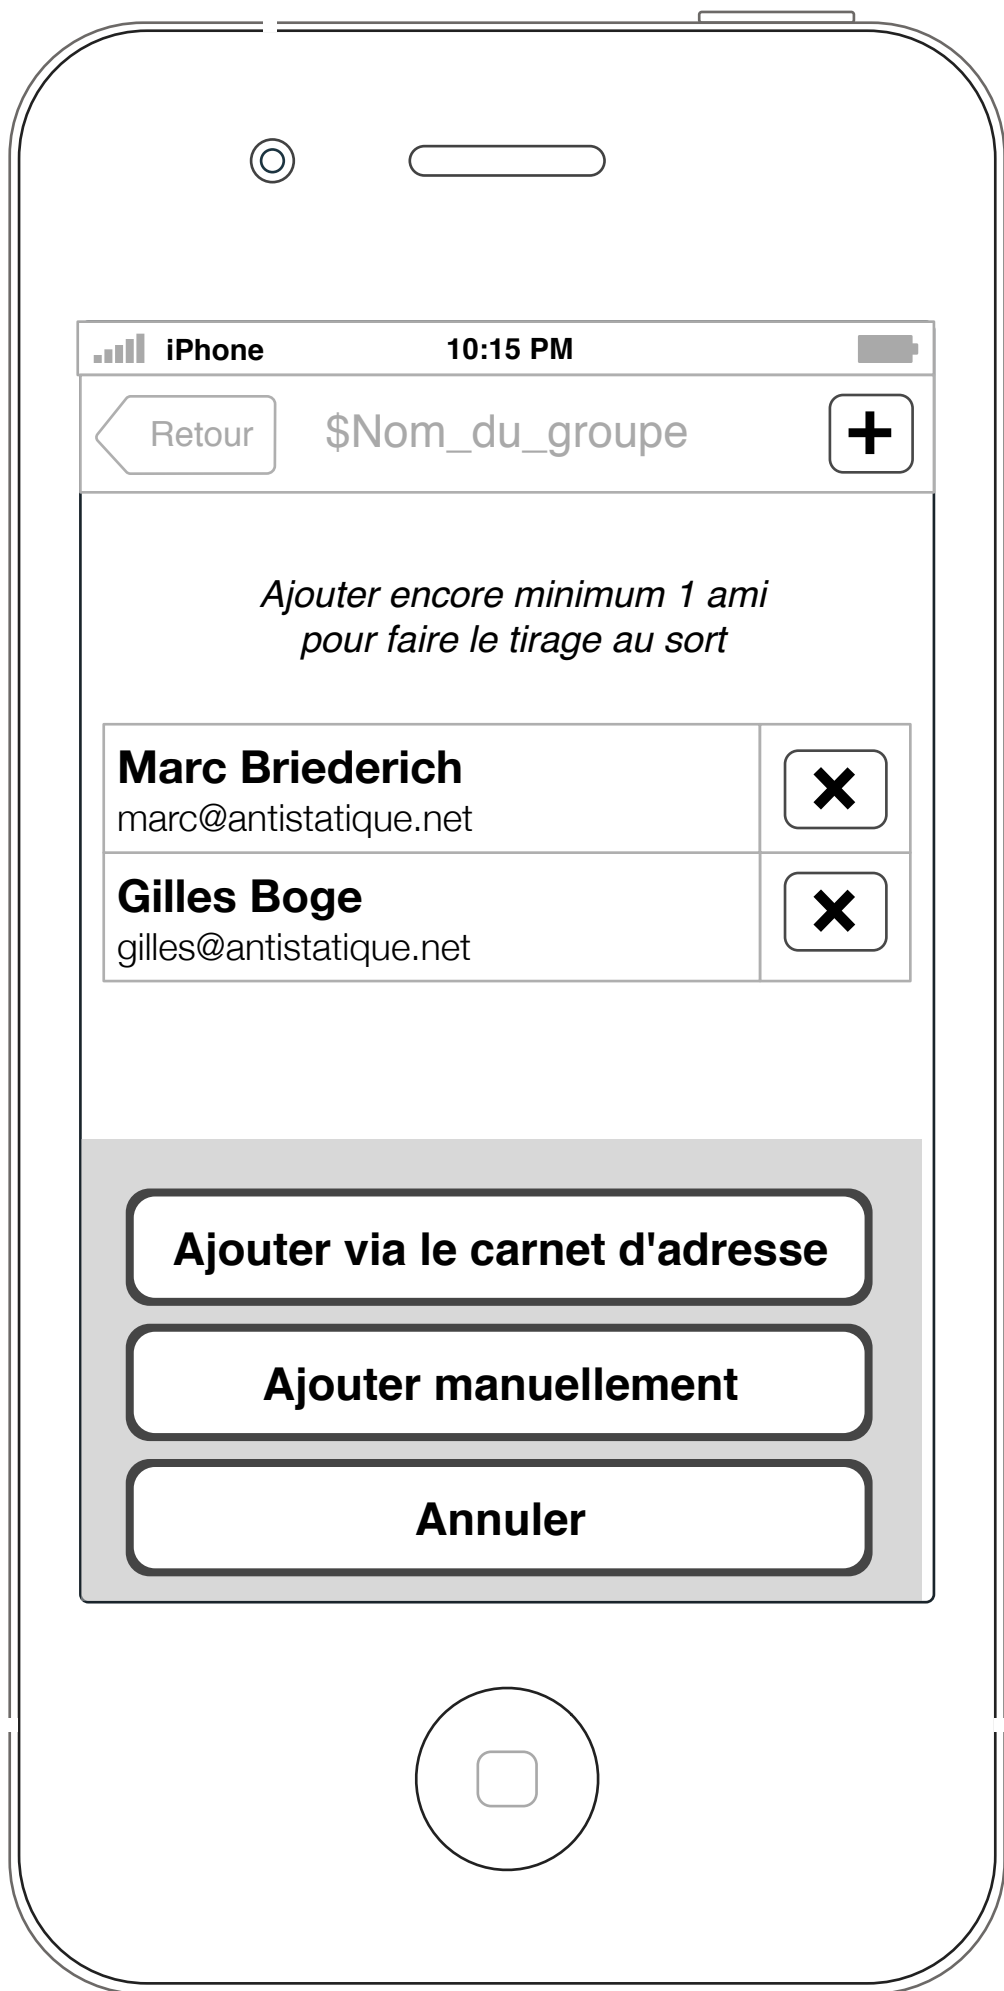 iPhone 10:15 PM
Retour $Nom_du_groupe +
Ajouter encore minimum 1 ami
pour faire le tirage au sort
Marc Briederich
marc@antistatique.net
Gilles Boge
gilles@antistatique.net
Ajouter via le carnet d'adresse
Ajouter manuellement
Annuler